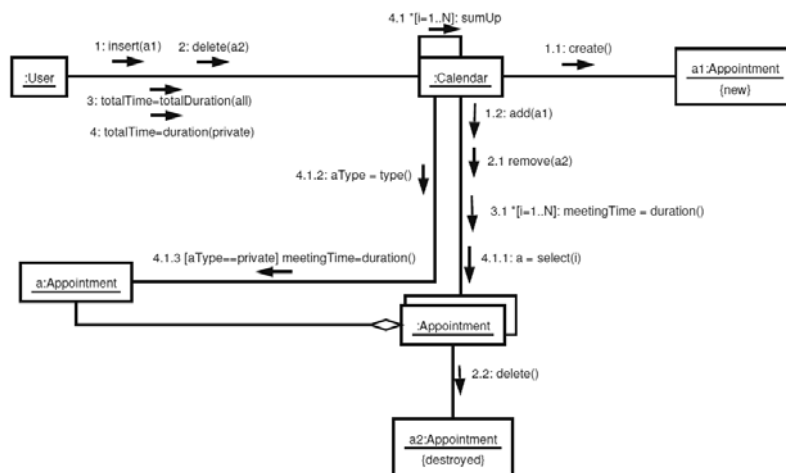 4.1 *[i=1..N]: sumUp
1: insert(a1)
2: delete(a2)
1.1: create()
:User
:Calendar
a1:Appointment
{new}
3: totalTime=totalDuration(all)
4: totalTime=duration(private)
1.2: add(a1)
2.1 remove(a2)
4.1.2: aType = type()
3.1 *[i=1..N]: meetingTime = duration()
4.1.3 [aType==private] meetingTime=duration()
4.1.1: a = select(i)
a:Appointment
:Appointment
2.2: delete()
a2:Appointment
{destroyed}